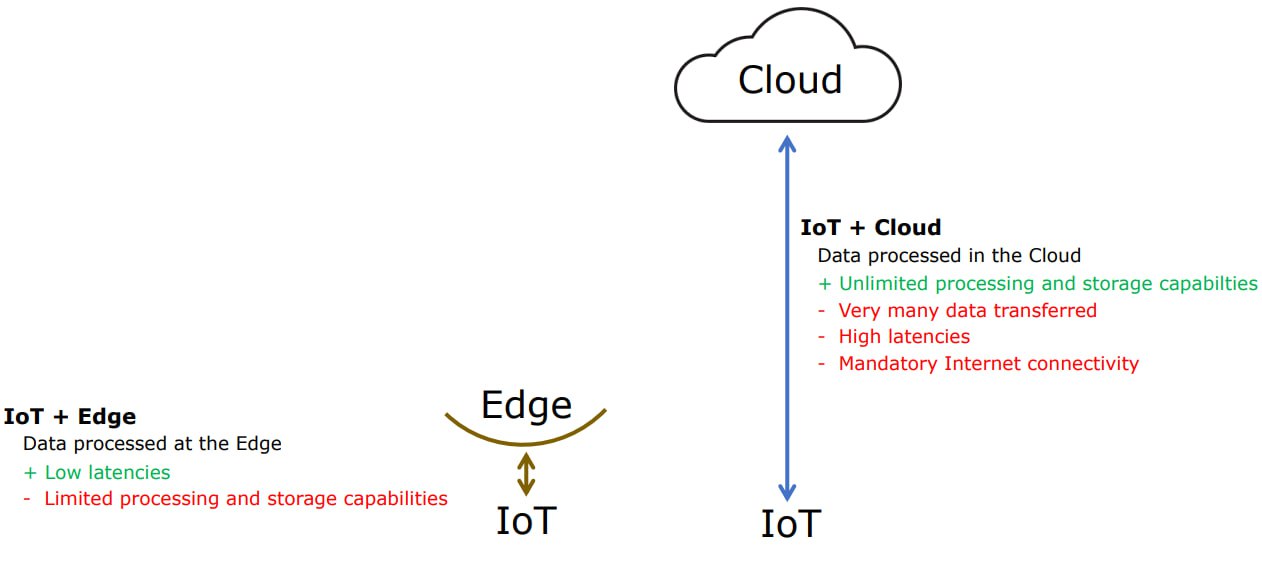 Cloud
IoT + Cloud
Data processed in the Cloud
+ Unlimited processing and storage capabilties
- Very many data transferred
- High latencies
- Mandatory Internet connectivity
IoT
Edge
IoT + Edge
Data processed at the Edge
+ Low latencies
- Limited processing and storage capabilities
IoT